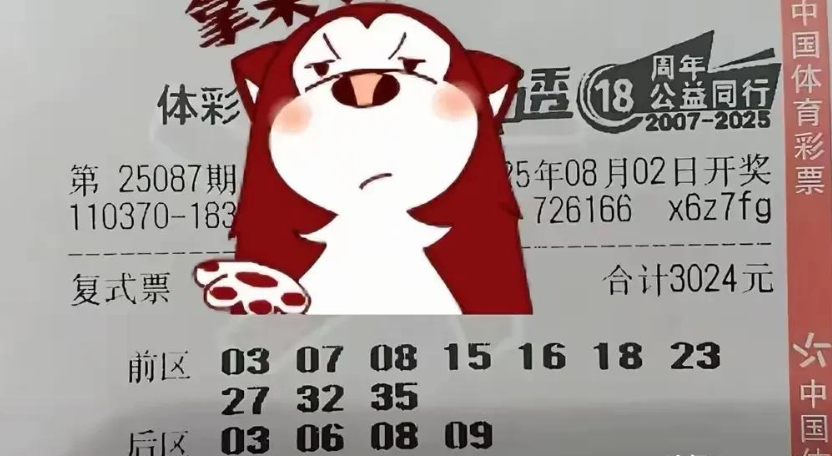 体彩 透
18
周年
公益同行
2007-2025
第 25087期 25年08月02日开奖
110370-183 726166 x6z7fg
复式票 合计3024元
前区 03 07 08 15 16 18 23
27 32 35
后区 03 06 08 09
中国体育彩票
中国